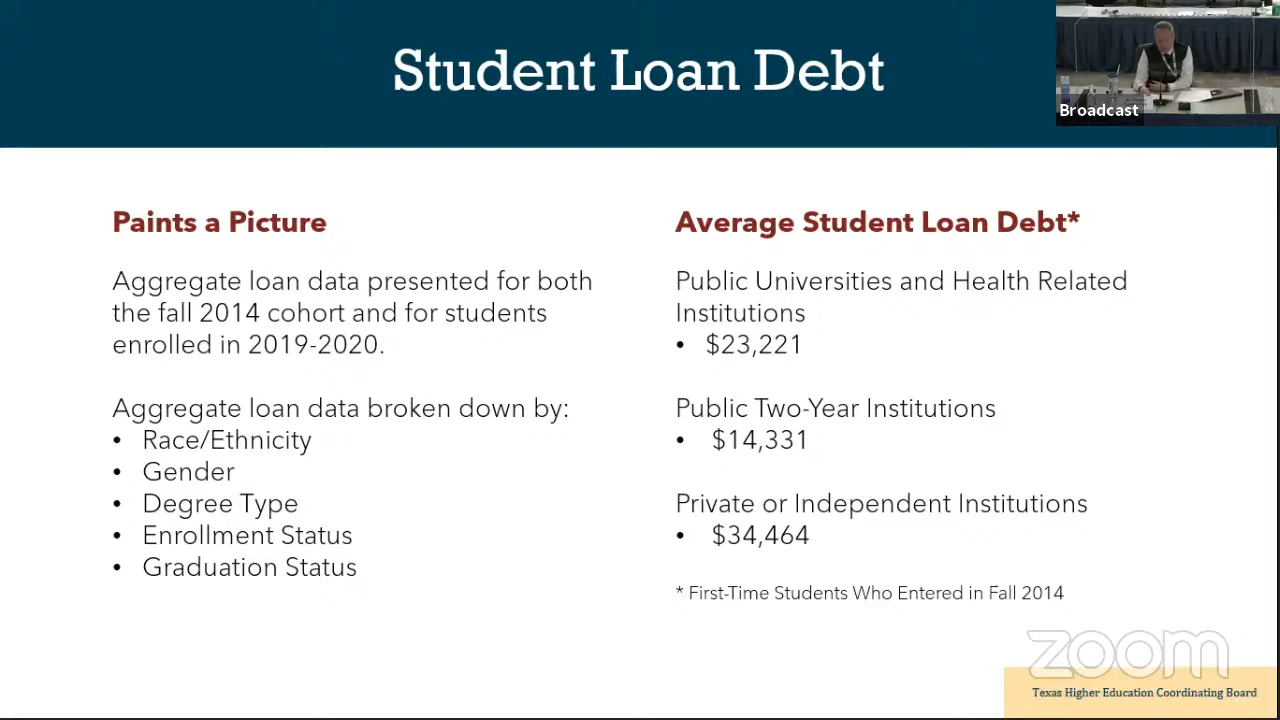 Student Loan Debt
Broadcast
Paints a Picture
Aggregate loan data presented for both
the fall 2014 cohort and for students
enrolled in 2019-2020.
Aggregate loan data broken down by:
• Race/Ethnicity
• Gender
• Degree Type
• Enrollment Status
• Graduation Status
Average Student Loan Debt*
Public Universities and Health Related
Institutions
• $23,221
Public Two-Year Institutions
• $14,331
Private or Independent Institutions
• $34,464
* First-Time Students Who Entered in Fall 2014
zoom
Texas Higher Education Coordinating Board